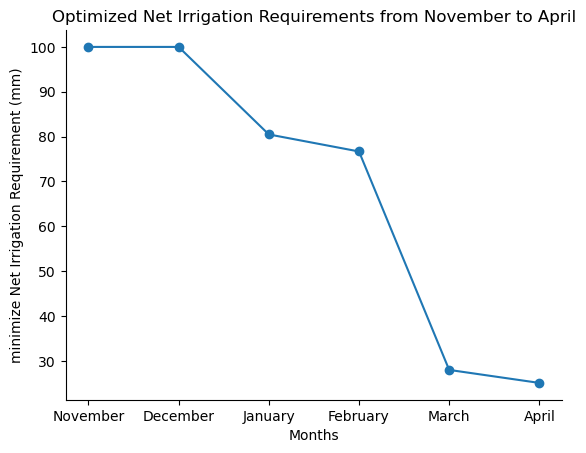 Optimized Net Irrigation Requirements from November to April
minimize Net Irrigation Requirement (mm)
100
90
80
70
60
50
40
30
November December January February March April
Months